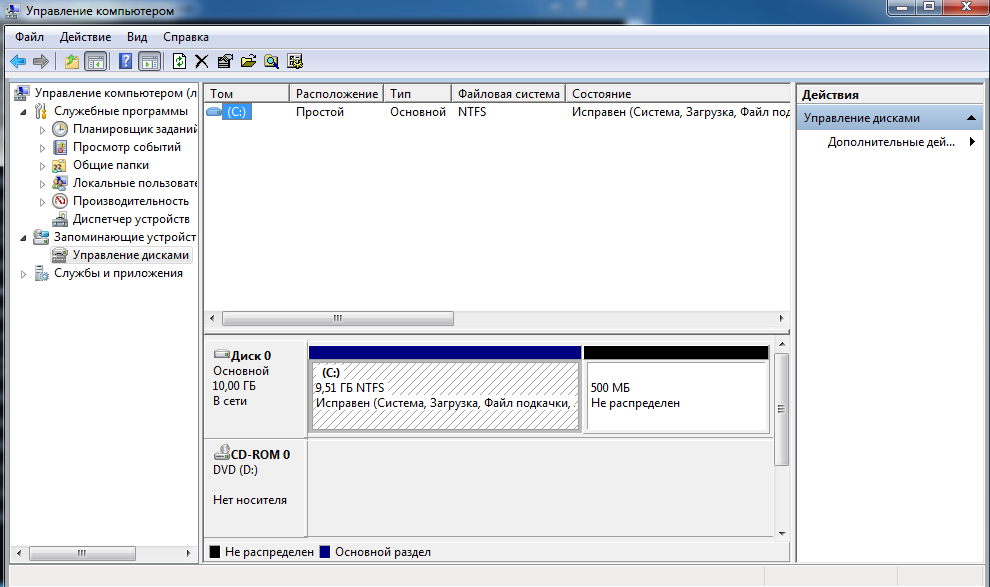 Управление компьютером
Файл Действие Вид Справка
Управление компьютером (л
Служебные программы
Планировщик заданий
Просмотр событий
Общие папки
Локальные пользовате
Производительность
Диспетчер устройств
Запоминающие устройст
Управление дисками
Службы и приложения
Том Расположение Тип Файловая система Состояние
(C:) Простой Основной NTFS Исправен (Система, Загрузка, Файл под
Диск 0
Основной
10,00 ГБ
В сети
(C:)
9,51 ГБ NTFS
Исправен (Система, Загрузка, Файл подкачки,
500 МБ
Не распределен
CD-ROM 0
DVD (D:)
Нет носителя
Не распределен Основной раздел
Действия
Управление дисками
Дополнительные дей...